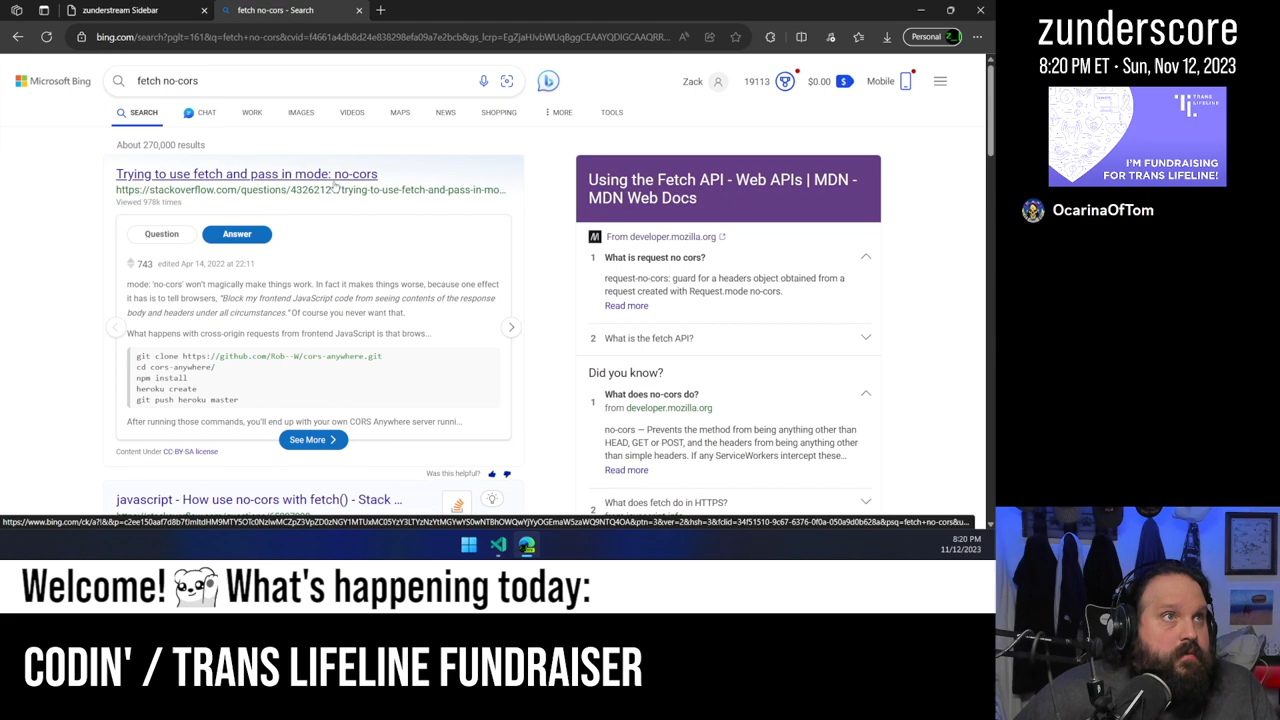 zunderstream Sidebar
fetch no-cors - Search
bing.com/search?pglt=161&q=fetch+no-cors&cvid=f4661a4db8d24e838298efa09a7e2bcb&gs_lcrp=EgZjaHJvbWUqBggCEAAYQDIGCAAQRR...
Personal
Microsoft Bing
fetch no-cors
Zack
19113
$0.00
Mobile
SEARCH
CHAT
WORK
IMAGES
VIDEOS
MAPS
NEWS
SHOPPING
MORE
TOOLS
About 270,000 results
Trying to use fetch and pass in mode: no-cors
https://stackoverflow.com/questions/43262121/trying-to-use-fetch-and-pass-in-mo...
Viewed 978k times
Question
Answer
743 edited Apr 14, 2022 at 22:11
mode: 'no-cors' won't magically make things work. In fact it makes things worse, because one effect
it has is to tell browsers, "Block my frontend JavaScript code from seeing contents of the response
body and headers under all circumstances." Of course you never want that.
What happens with cross-origin requests from frontend JavaScript is that brows...
git clone https://github.com/Rob--W/cors-anywhere.git
cd cors-anywhere/
npm install
heroku create
git push heroku master
After running those commands, you'll end up with your own CORS Anywhere server runni...
See More
Content Under CC-BY-SA license
Was this helpful?
javascript - How use no-cors with fetch() - Stack ...
Using the Fetch API - Web APIs | MDN -
MDN Web Docs
From developer.mozilla.org
1 What is request no cors?
request-no-cors: guard for a headers object obtained from a
request created with Request.mode no-cors.
Read more
2 What is the fetch API?
Did you know?
1 What does no-cors do?
from developer.mozilla.org
no-cors — Prevents the method from being anything other than
HEAD, GET or POST, and the headers from being anything other
than simple headers. If any ServiceWorkers intercept these...
Read more
What does fetch do in HTTPS?
8:20 PM
11/12/2023
Welcome! What's happening today:
CODIN' / TRANS LIFELINE FUNDRAISER
zunderscore
8:20 PM ET · Sun, Nov 12, 2023
TRANS
LIFELINE
I'M FUNDRAISING
FOR TRANS LIFELINE!
OcarinaOfTom